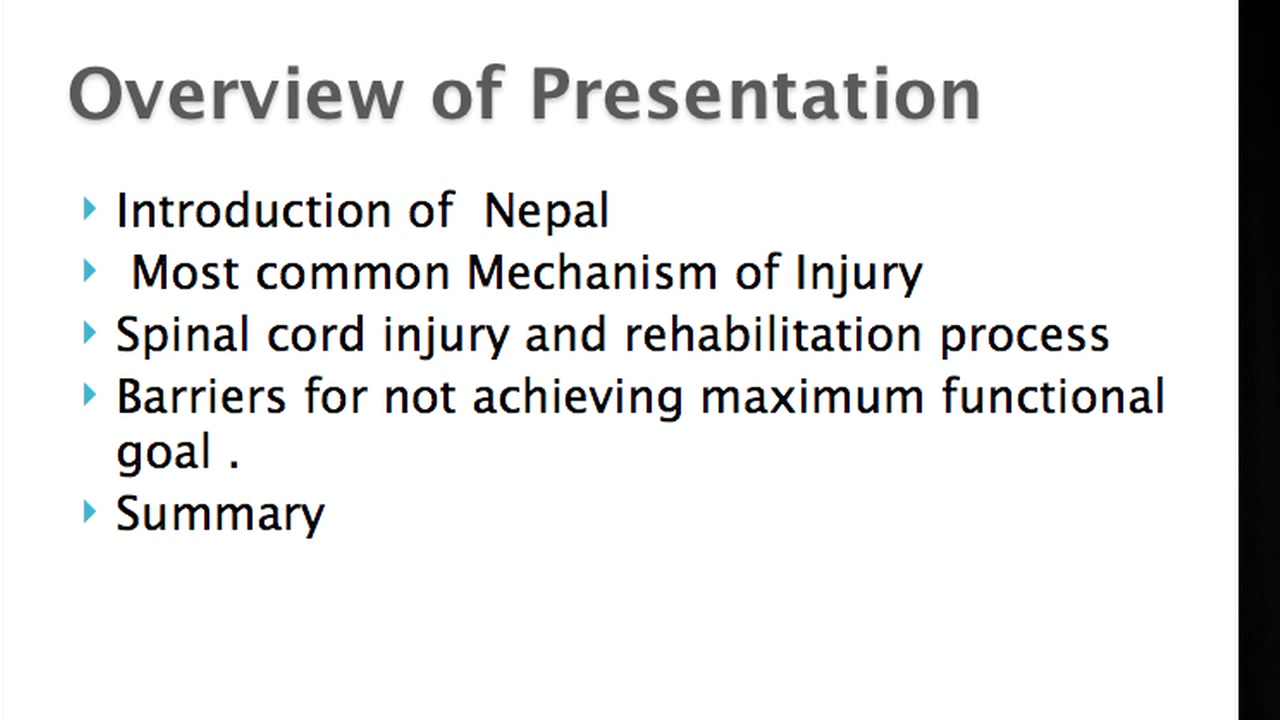 Overview of Presentation
Introduction of  Nepal
Most common Mechanism of Injury
Spinal cord injury and rehabilitation process
Barriers for not achieving maximum functional
goal .
Summary